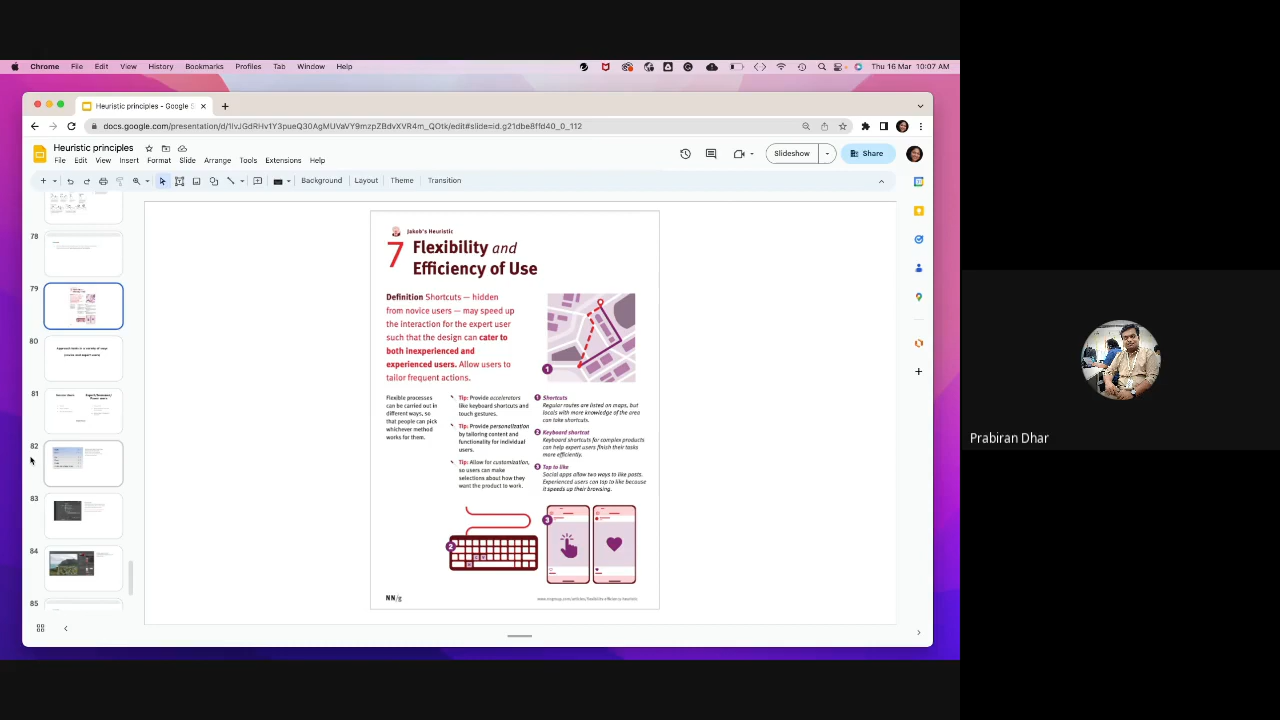 Chrome File Edit View History Bookmarks Profiles Tab Window Help
Thu 16 Mar 10:07 AM
Heuristic principles - Google S
docs.google.com/presentation/d/1IvJGdRHv1Y3pueQ30AgMUVaVY9mzpZBdvXVR4m_QOtk/edit#slide=id.g21dbe8ffd40_0_112
Heuristic principles
File Edit View Insert Format Slide Arrange Tools Extensions Help
Slideshow
Share
Background Layout Theme Transition
78
79
80
81
82
83
84
85
Jakob's Heuristic
7 Flexibility and
Efficiency of Use
Definition Shortcuts — hidden
from novice users — may speed up
the interaction for the expert user
such that the design can cater to
both inexperienced and
experienced users. Allow users to
tailor frequent actions.
1
Flexible processes
can be carried out in
different ways, so
that people can pick
whichever method
works for them.
Tip: Provide accelerators
like keyboard shortcuts and
touch gestures.
Tip: Provide personalization
by tailoring content and
functionality for individual
users.
Tip: Allow for customization,
so users can make
selections about how they
want the product to work.
1 Shortcuts
Regular routes are listed on maps, but
locals with more knowledge of the area
can take shortcuts.
2 Keyboard shortcut
Keyboard shortcuts for complex products
can help expert users finish their tasks
more efficiently.
3 Tap to like
Social apps allow two ways to like posts.
Experienced users can tap to like because
it speeds up their browsing.
2
3
NN/g
Prabiran Dhar